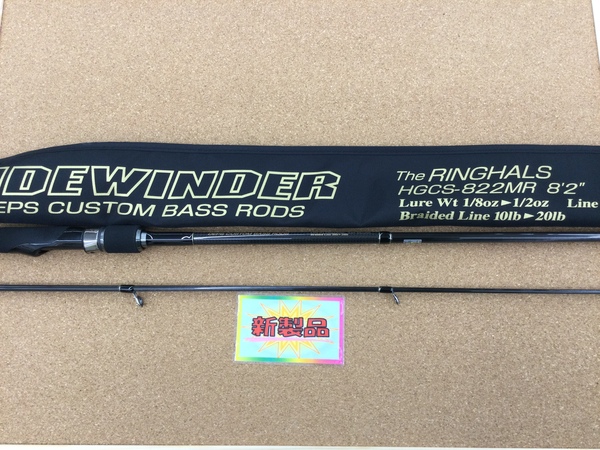 IDEWINDER
EPS CUSTOM BASS RODS
The RINGHALS
HGCS-822MR 8'2"
Lure Wt 1/8oz►1/2oz Line
Braided Line 10lb►20lb
新製品